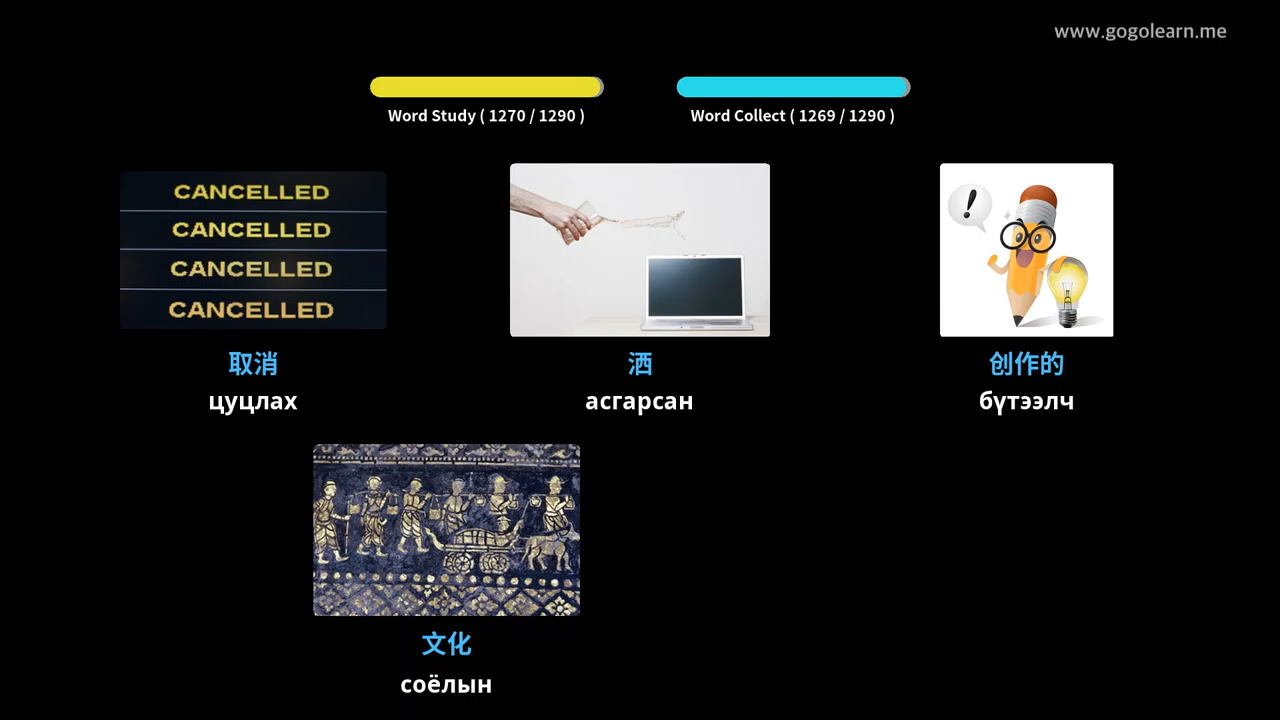 www.gogolearn.me
Word Study ( 1270 / 1290 )
Word Collect ( 1269 / 1290 )
CANCELLED
CANCELLED
CANCELLED
CANCELLED
!
取消
洒
创作的
цуцлах
асгарсан
бүтээлч
文化
соёлын